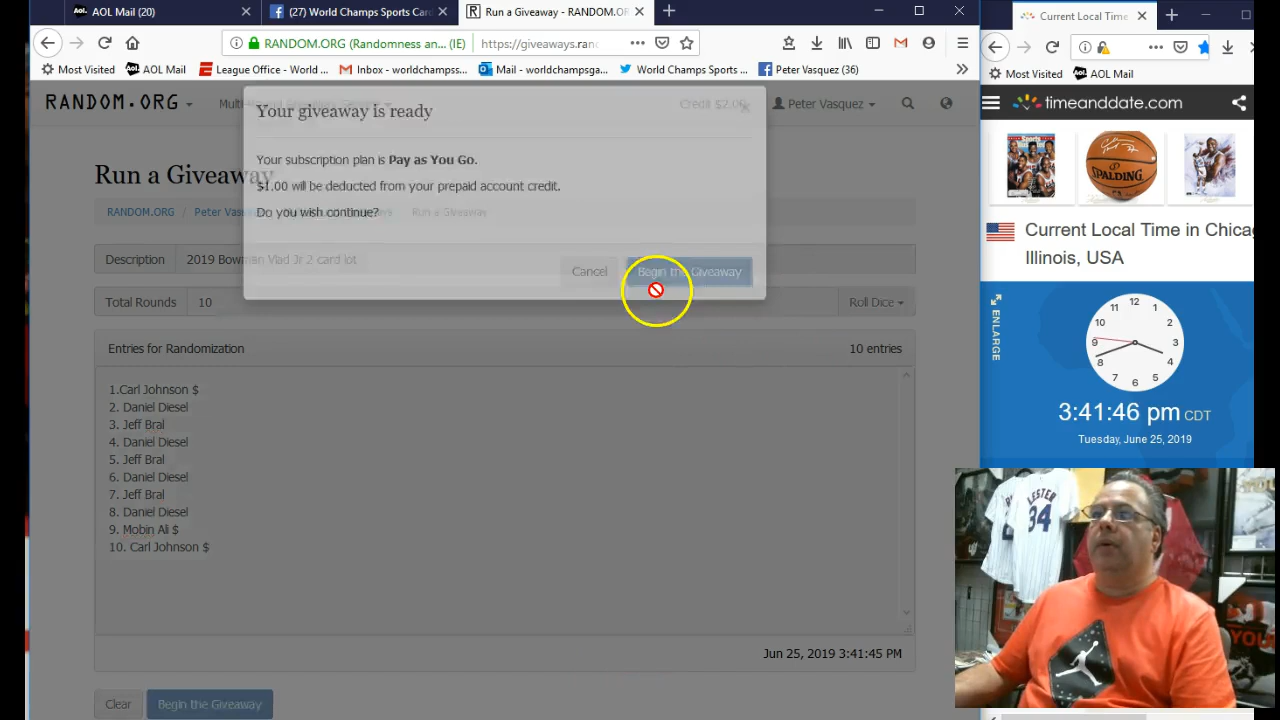 AOL Mail (20)
(27) World Champs Sports Car
Run a Giveaway - RANDOM.OR
Current Local Time
RANDOM.ORG (Randomness an... (IE)
https://giveaways.ran
Most Visited
AOL Mail
League Office - World ...
Inbox - worldchampss...
Mail - worldchampsga...
World Champs Sports ...
Peter Vasquez (36)
Most Visited
AOL Mail
RANDOM.ORG
Credit $2.00
Peter Vasquez
timeanddate.com
Your giveaway is ready
Your subscription plan is Pay as You Go.
$1.00 will be deducted from your prepaid account credit.
Do you wish continue?
Cancel
Begin the Giveaway
Run a Giveaway
RANDOM.ORG / Peter Vas
Run a Giveaway
Description
2019 Bowman Vlad Jr 2 card lot
Total Rounds
10
Roll Dice
Entries for Randomization
10 entries
1.Carl Johnson $
2. Daniel Diesel
3. Jeff Bral
4. Daniel Diesel
5. Jeff Bral
6. Daniel Diesel
7. Jeff Bral
8. Daniel Diesel
9. Mobin Ali $
10. Carl Johnson $
Jun 25, 2019 3:41:45 PM
Clear
Begin the Giveaway
SPALDING
Current Local Time in Chicag
Illinois, USA
ENLARGE
12
1
2
3
4
5
6
7
8
9
10
11
3:41:46 pm CDT
Tuesday, June 25, 2019
LESTER
34